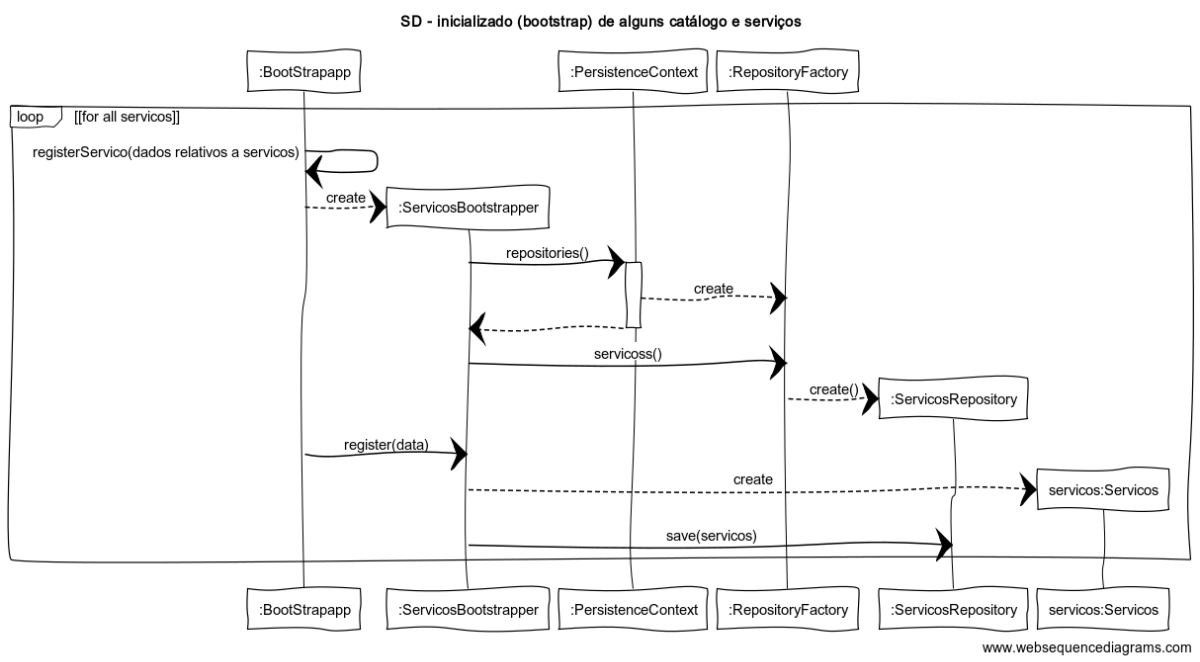 SD - inicializado (bootstrap) de alguns catálogo e serviços
:BootStrapapp
:PersistenceContext
:RepositoryFactory
loop
[[for all servicos]]
registerServico(dados relativos a servicos)
create
:ServicosBootstrapper
repositories()
create
servicoss()
create()
:ServicosRepository
register(data)
create
servicos:Servicos
save(servicos)
:BootStrapapp
:ServicosBootstrapper
:PersistenceContext
:RepositoryFactory
:ServicosRepository
servicos:Servicos
www.websequencediagrams.com